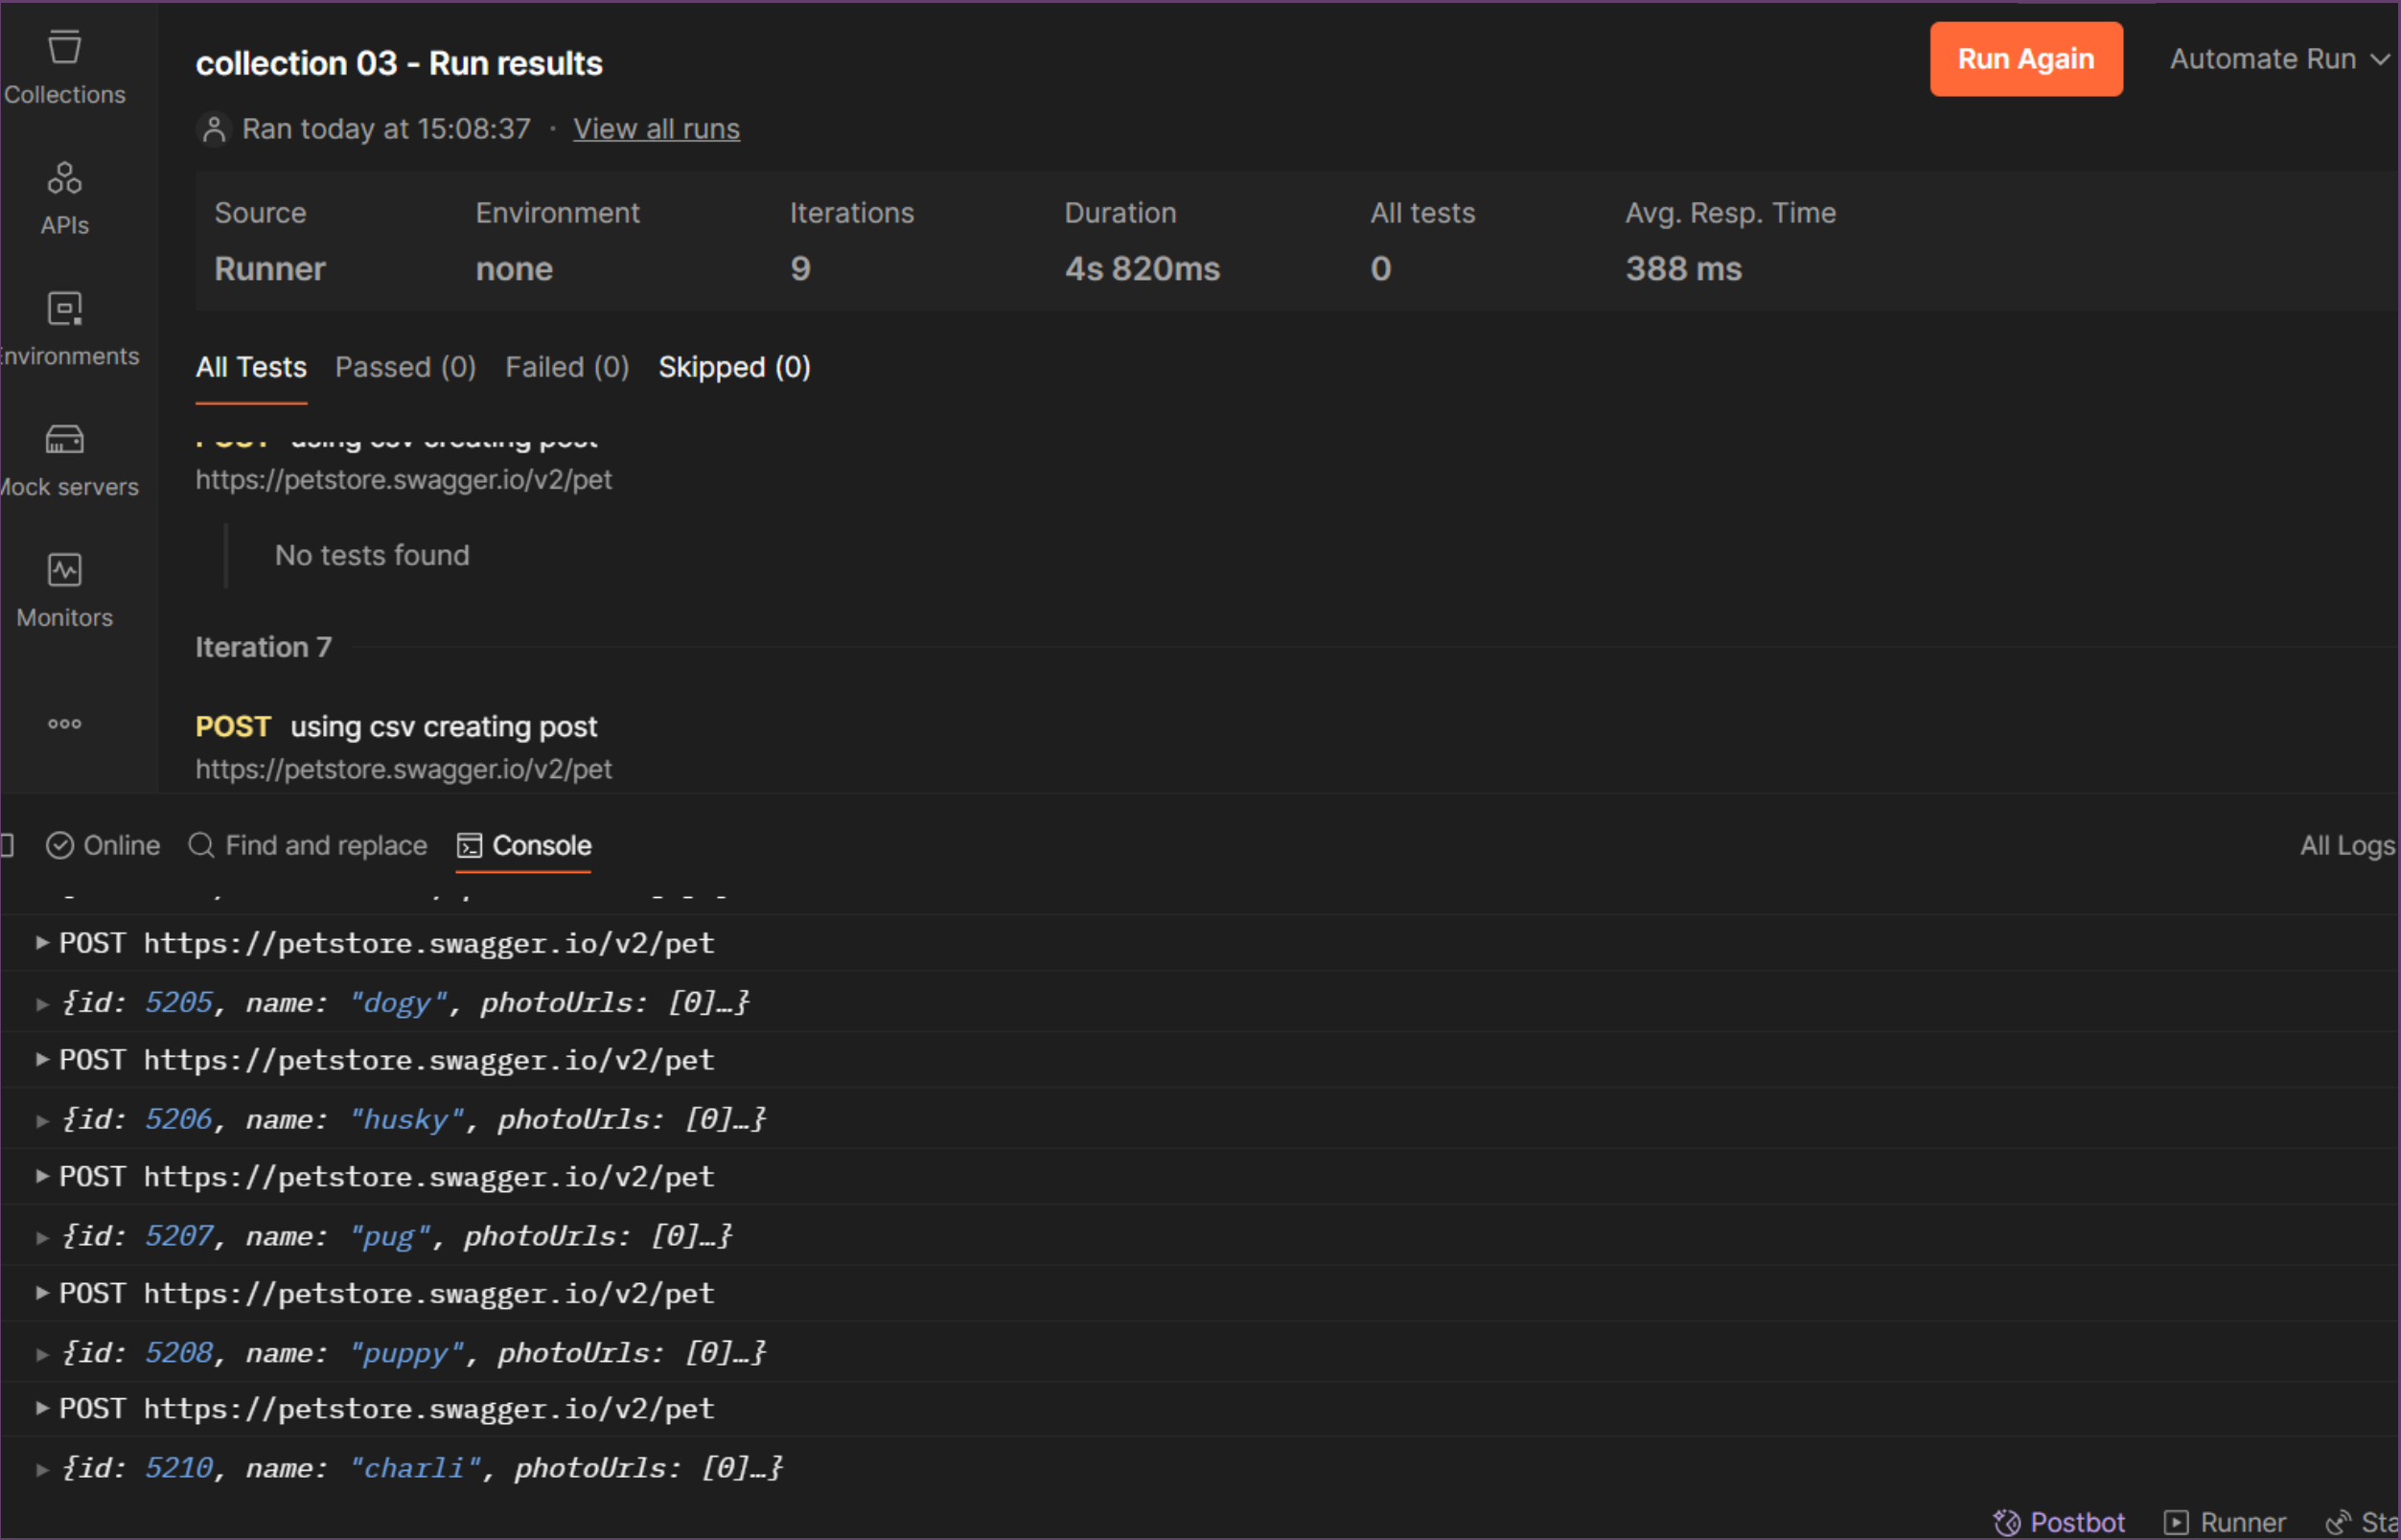 Collections
APIs
nvironments
Mock servers
Monitors
collection 03 - Run results
Run Again
Automate Run
Ran today at 15:08:37 · View all runs
Source Environment Iterations Duration All tests Avg. Resp. Time
Runner none 9 4s 820ms 0 388 ms
All Tests Passed (0) Failed (0) Skipped (0)
POST using csv creating post
https://petstore.swagger.io/v2/pet
No tests found
Iteration 7
POST using csv creating post
https://petstore.swagger.io/v2/pet
Online Find and replace Console All Logs
POST https://petstore.swagger.io/v2/pet
{id: 5205, name: "dogy", photoUrls: [0]…}
POST https://petstore.swagger.io/v2/pet
{id: 5206, name: "husky", photoUrls: [0]…}
POST https://petstore.swagger.io/v2/pet
{id: 5207, name: "pug", photoUrls: [0]…}
POST https://petstore.swagger.io/v2/pet
{id: 5208, name: "puppy", photoUrls: [0]…}
POST https://petstore.swagger.io/v2/pet
{id: 5210, name: "charli", photoUrls: [0]…}
Postbot Runner Sta